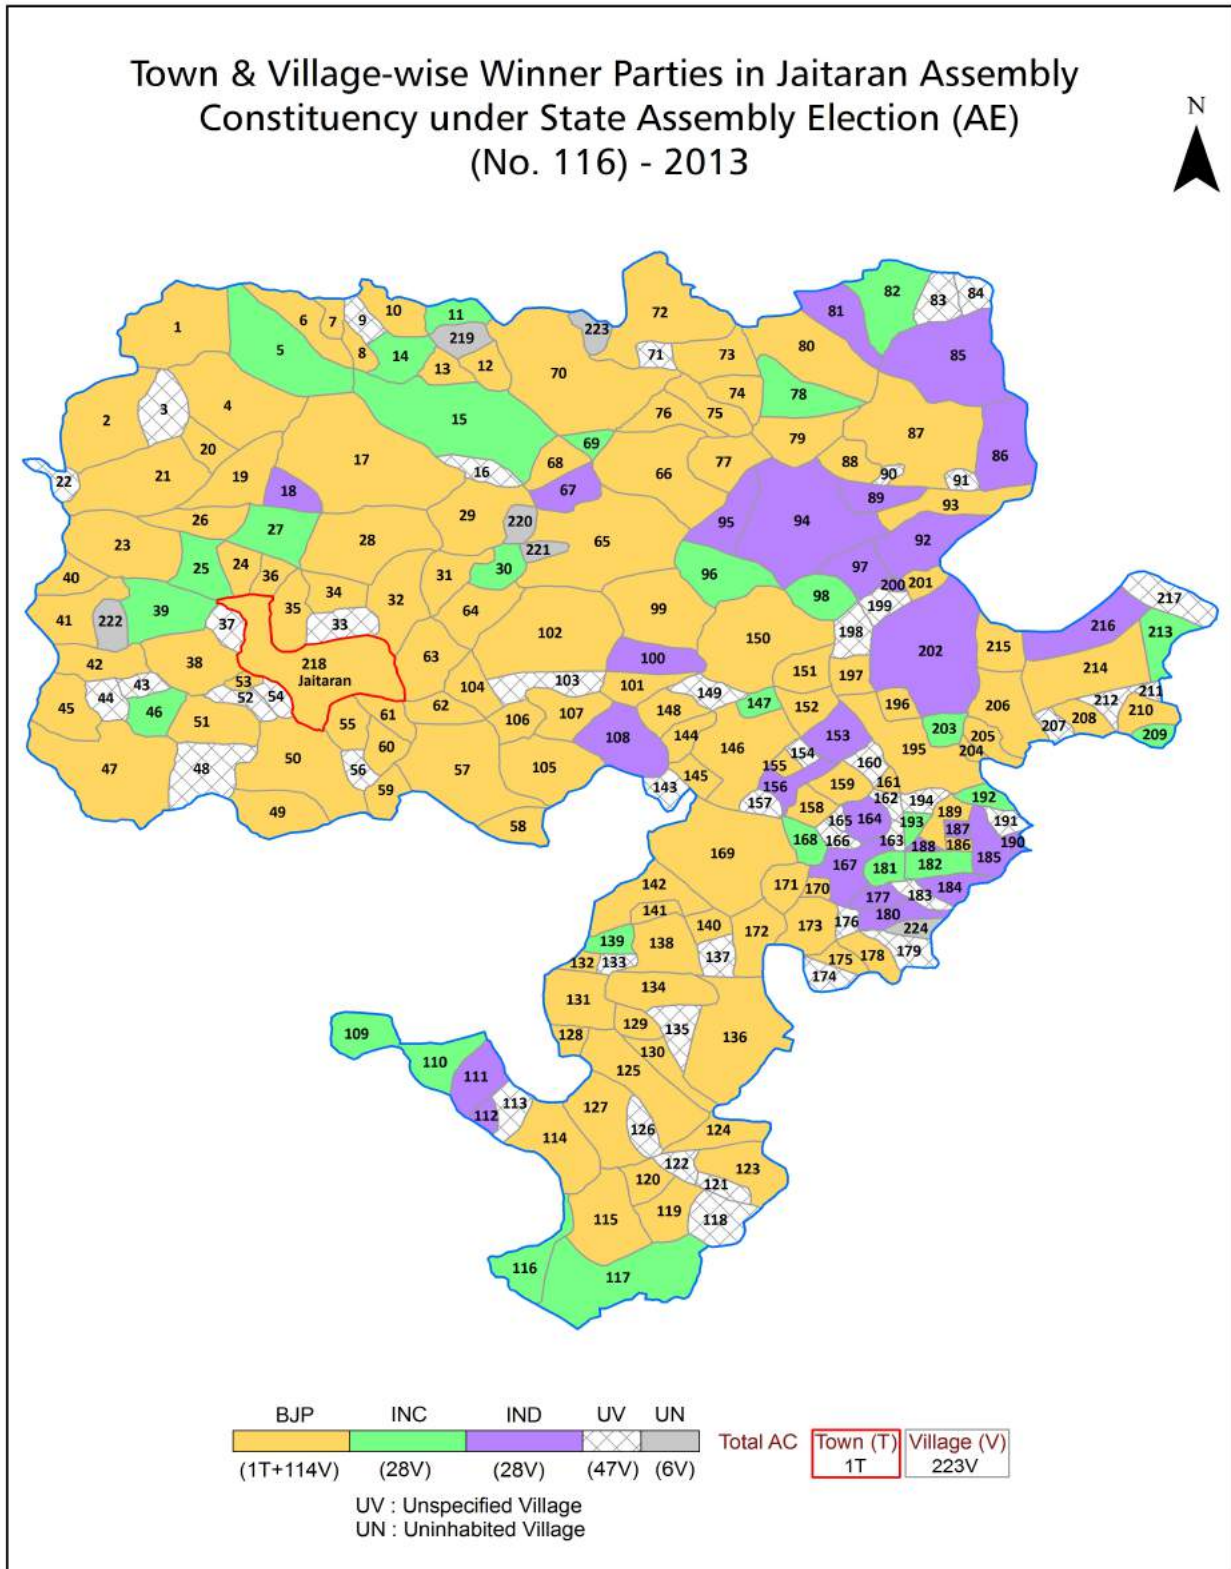 Town & Village-wise Winner Parties in Jaitaran Assembly
Constituency under State Assembly Election (AE)
(No. 116) - 2013
N
72
82 83 84
81
1 6 7 9 10 11
223
219
80
5 8 14 13 12
71 73
85
70
78 74
2 3 4 15
76 75
87
20 69 79
17 16 68 66 77 88 86
22 21 19 18 67 90 91
89 93
26 27 29 220 95 94
23 28 65 92
25 24 221 97
40 36 31 30 96 200 201
39 35 34 32 64 99 98 199 217
41 222 37 33 102 150 198 216 213
42 38 218 63 100 202 215
Jaitaran
43 53 104 103 101 151 197 214
44 52 54 149 212 211
45 46 51 55 61 62 106 107 148 147 152 196 206 210
108 203 207 208
50 60 144 146 153 195 205 209
47 48 56 57 105 154 160 204
59 145 155 159 161
49 143 156 162 194 192
58 157 158 165 164 193 189 191
168 166 163 187 190
169 188 186
167 181 182 185
142 171 170 177 183 184
141 140 173 176 180 224
139 138 172
132 133 137 175 178 179
131 134 174
109 128 129 135 136
110 130
111 125
112 113 127 126 124
114 122 123
120 121
115 119 118
116 117
BJP INC IND UV UN
(1T+114V) (28V) (28V) (47V) (6V)
Total AC Town (T) Village (V)
1T 223V
UV : Unspecified Village
UN : Uninhabited Village